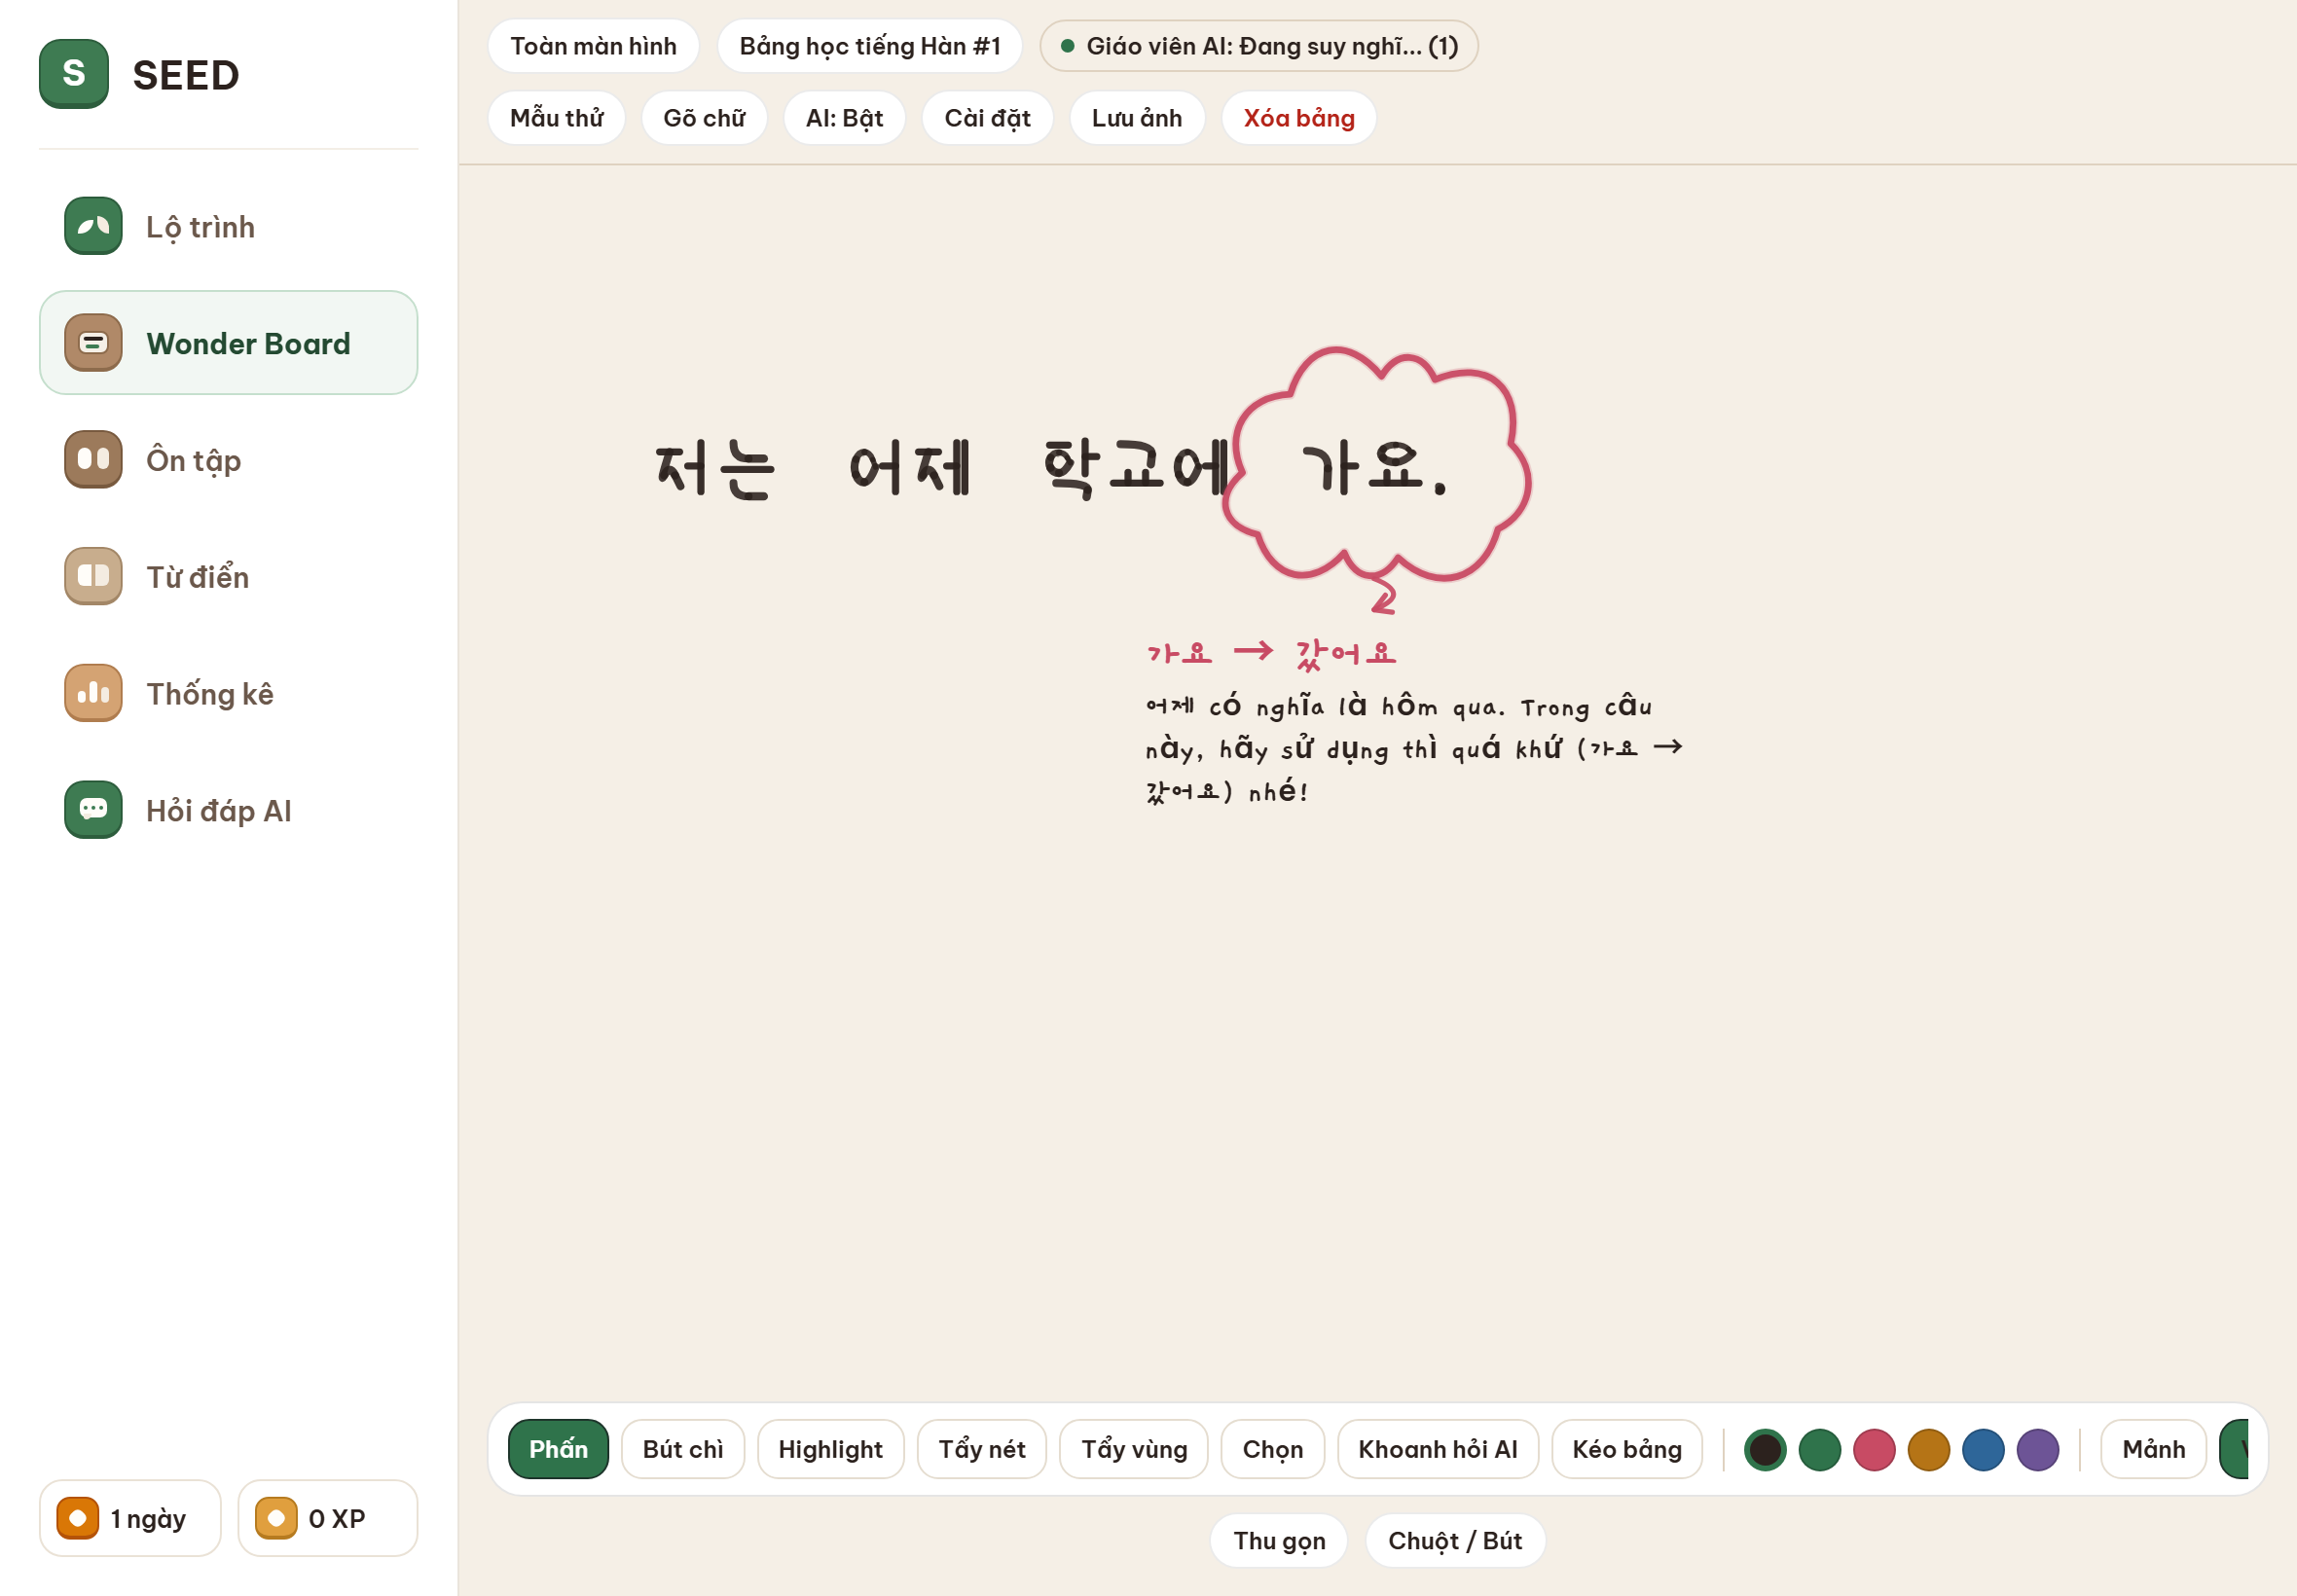 S SEED
Lộ trình
Wonder Board
Ôn tập
Từ điển
Thống kê
Hỏi đáp AI
1 ngày
0 XP
Toàn màn hình
Bảng học tiếng Hàn #1
Giáo viên AI: Đang suy nghĩ... (1)
Mẫu thử
Gõ chữ
AI: Bật
Cài đặt
Lưu ảnh
Xóa bảng
저는 어제 학교에 가요.
가요 → 갔어요
어제 có nghĩa là hôm qua. Trong câu
này, hãy sử dụng thì quá khứ (가요 →
갔어요) nhé!
Phấn
Bút chì
Highlight
Tẩy nét
Tẩy vùng
Chọn
Khoanh hỏi AI
Kéo bảng
Mảnh
Thu gọn
Chuột / Bút